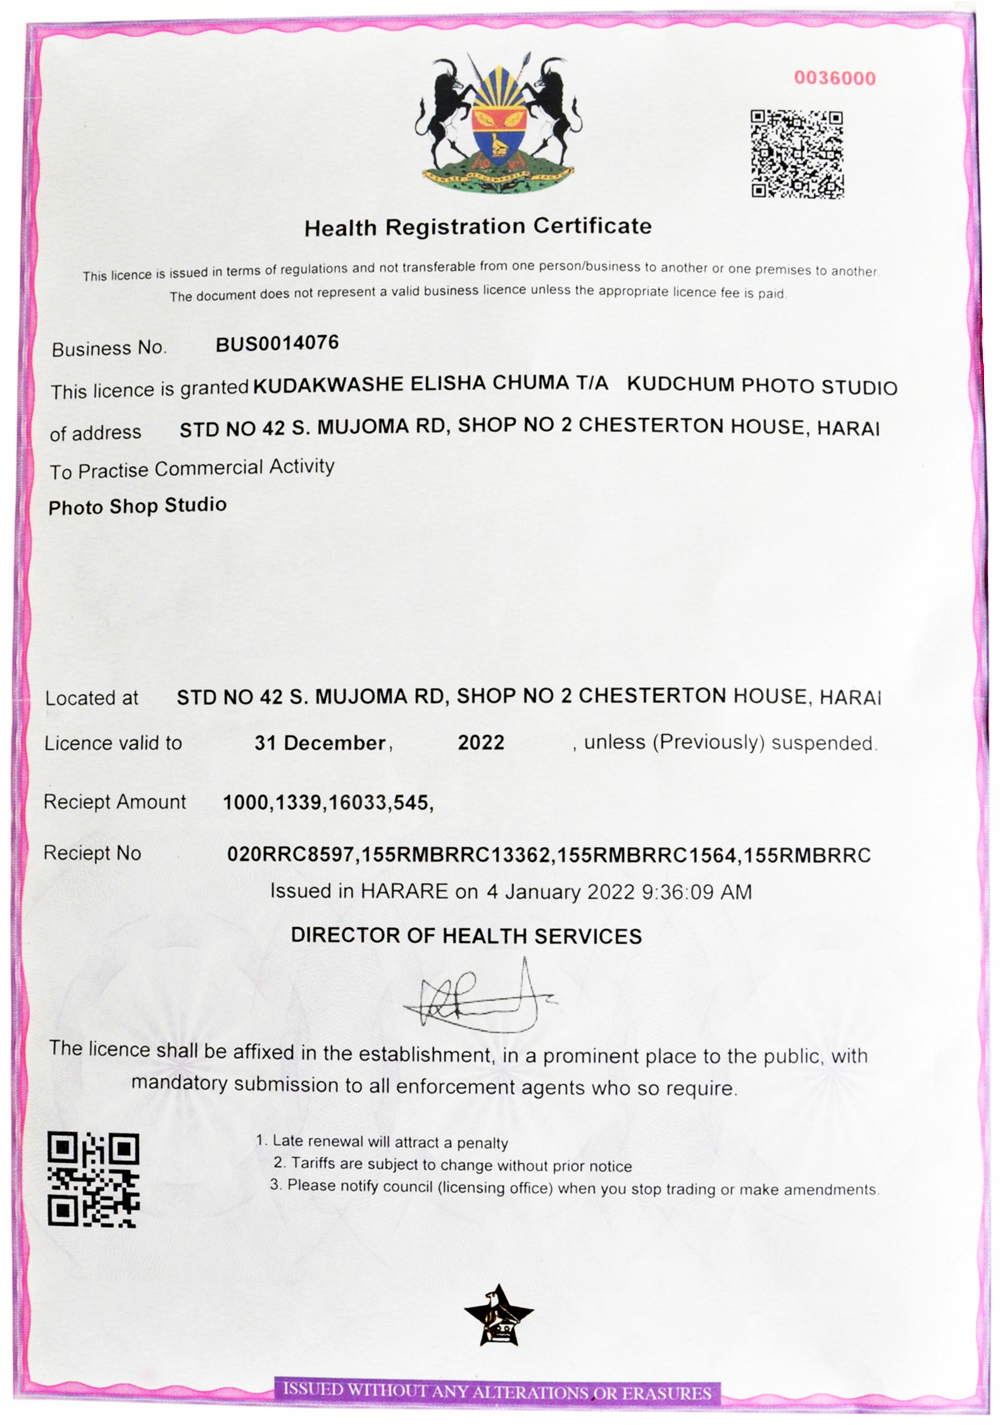 0036000
Health Registration Certificate
This licence is issued in terms of regulations and not transferable from one person/business to another or one premises to another.
The document does not represent a valid business licence unless the appropriate licence fee is paid.
Business No. BUS0014076
This licence is granted KUDAKWASHE ELISHA CHUMA T/A KUDCHUM PHOTO STUDIO
of address STD NO 42 S. MUJOMA RD, SHOP NO 2 CHESTERTON HOUSE, HARAI
To Practise Commercial Activity
Photo Shop Studio
Located at STD NO 42 S. MUJOMA RD, SHOP NO 2 CHESTERTON HOUSE, HARAI
Licence valid to 31 December, 2022 , unless (Previously) suspended.
Reciept Amount 1000,1339,16033,545,
Reciept No 020RRC8597,155RMBRRC13362,155RMBRRC1564,155RMBRRC
Issued in HARARE on 4 January 2022 9:36:09 AM
DIRECTOR OF HEALTH SERVICES
The licence shall be affixed in the establishment, in a prominent place to the public, with
mandatory submission to all enforcement agents who so require.
1. Late renewal will attract a penalty
2. Tariffs are subject to change without prior notice
3. Please notify council (licensing office) when you stop trading or make amendments.
ISSUED WITHOUT ANY ALTERATIONS OR ERASURES